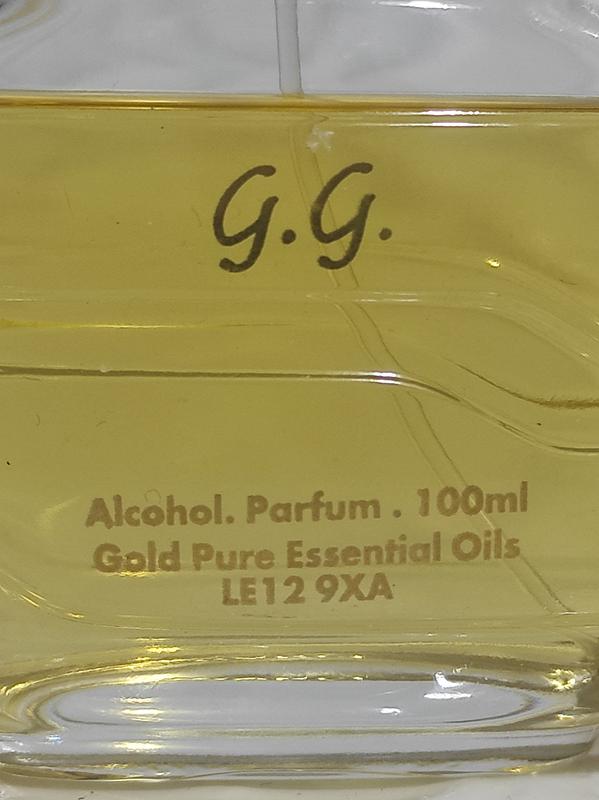 G.G.
Alcohol. Parfum . 100ml
Gold Pure Essential Oils
LE12 9XA